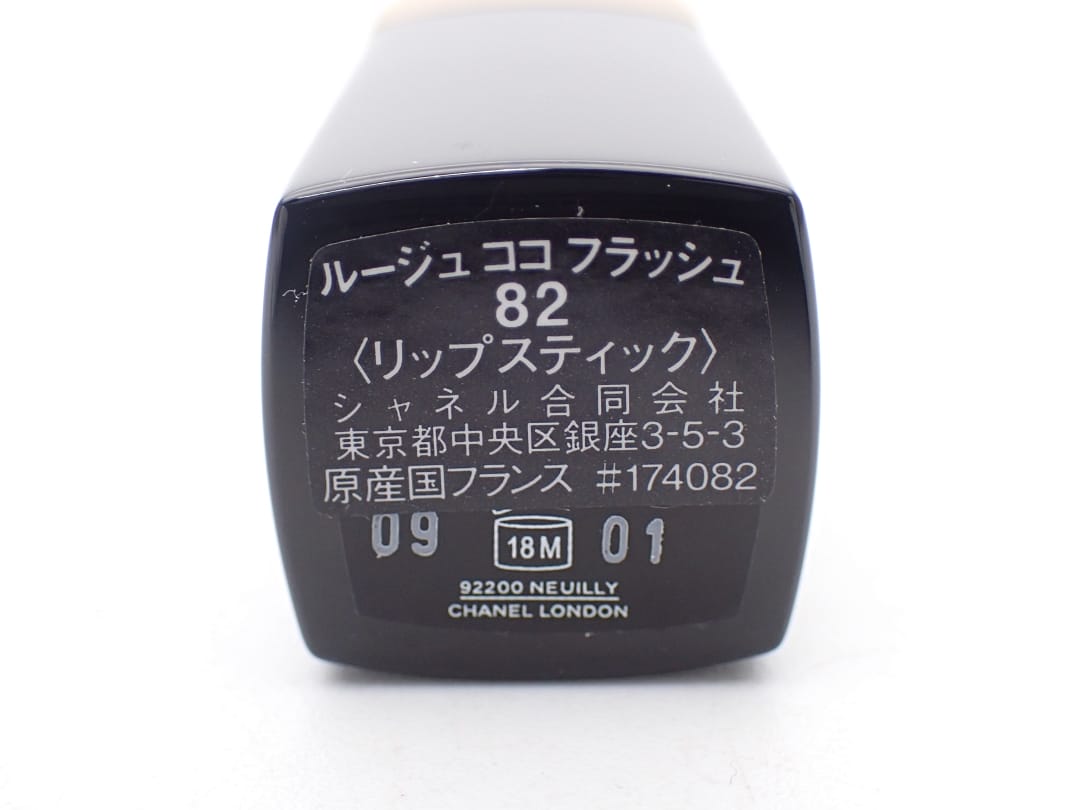 ルージュ ココ フラッシュ
82
〈リップスティック〉
シャネル合同会社
東京都中央区銀座3-5-3
原産国フランス #174082
09 18M 01
92200 NEUILLY
CHANEL LONDON